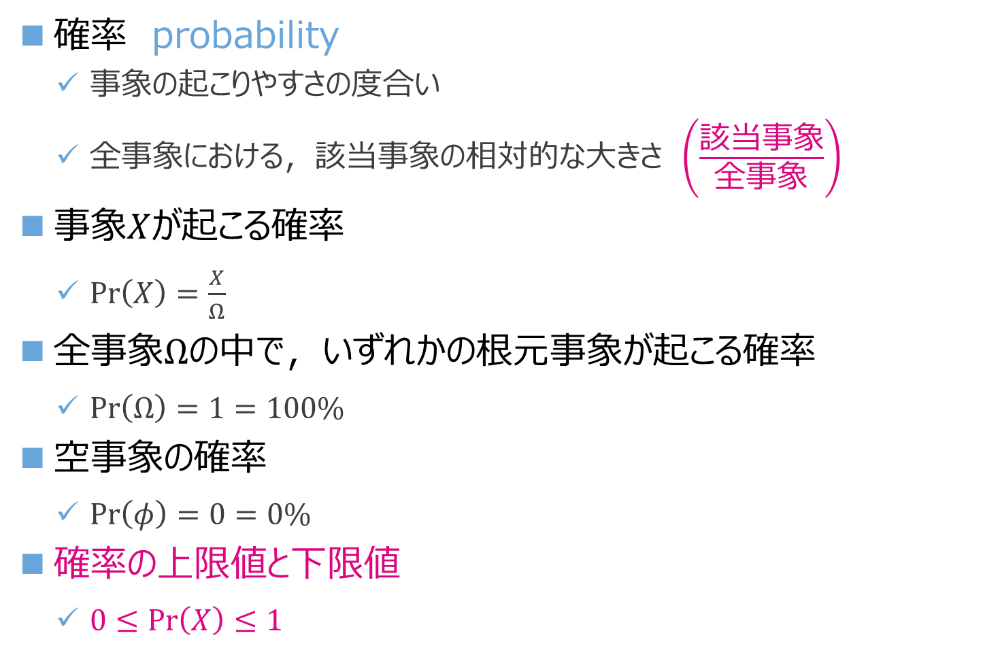 ■ 確率 probability
✓ 事象の起こりやすさの度合い
✓ 全事象における，該当事象の相対的な大きさ (該当事象/全事象)
■ 事象Xが起こる確率
✓ Pr(X) = X/Ω
■ 全事象Ωの中で，いずれかの根元事象が起こる確率
✓ Pr(Ω) = 1 = 100%
■ 空事象の確率
✓ Pr(ϕ) = 0 = 0%
■ 確率の上限値と下限値
✓ 0 ≤ Pr(X) ≤ 1